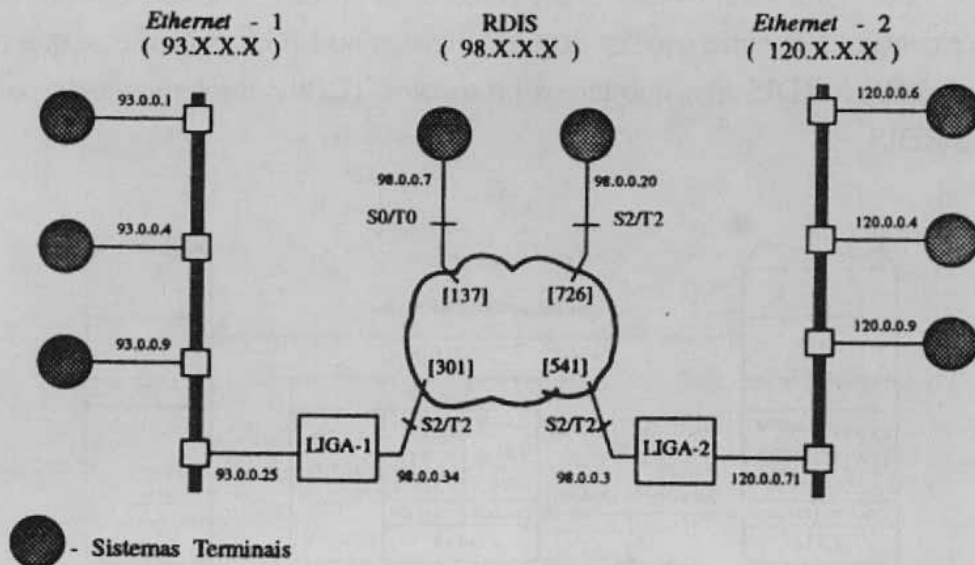 Ethernet - 1
( 93.X.X.X )
RDIS
( 98.X.X.X )
Ethernet - 2
( 120.X.X.X )
93.0.0.1
93.0.0.4
93.0.0.9
98.0.0.7
98.0.0.20
S0/T0
S2/T2
[137]
[726]
[301]
[541]
120.0.0.6
120.0.0.4
120.0.0.9
S2/T2
S2/T2
LIGA-1
LIGA-2
93.0.0.25
98.0.0.34
98.0.0.3
120.0.0.71
- Sistemas Terminais